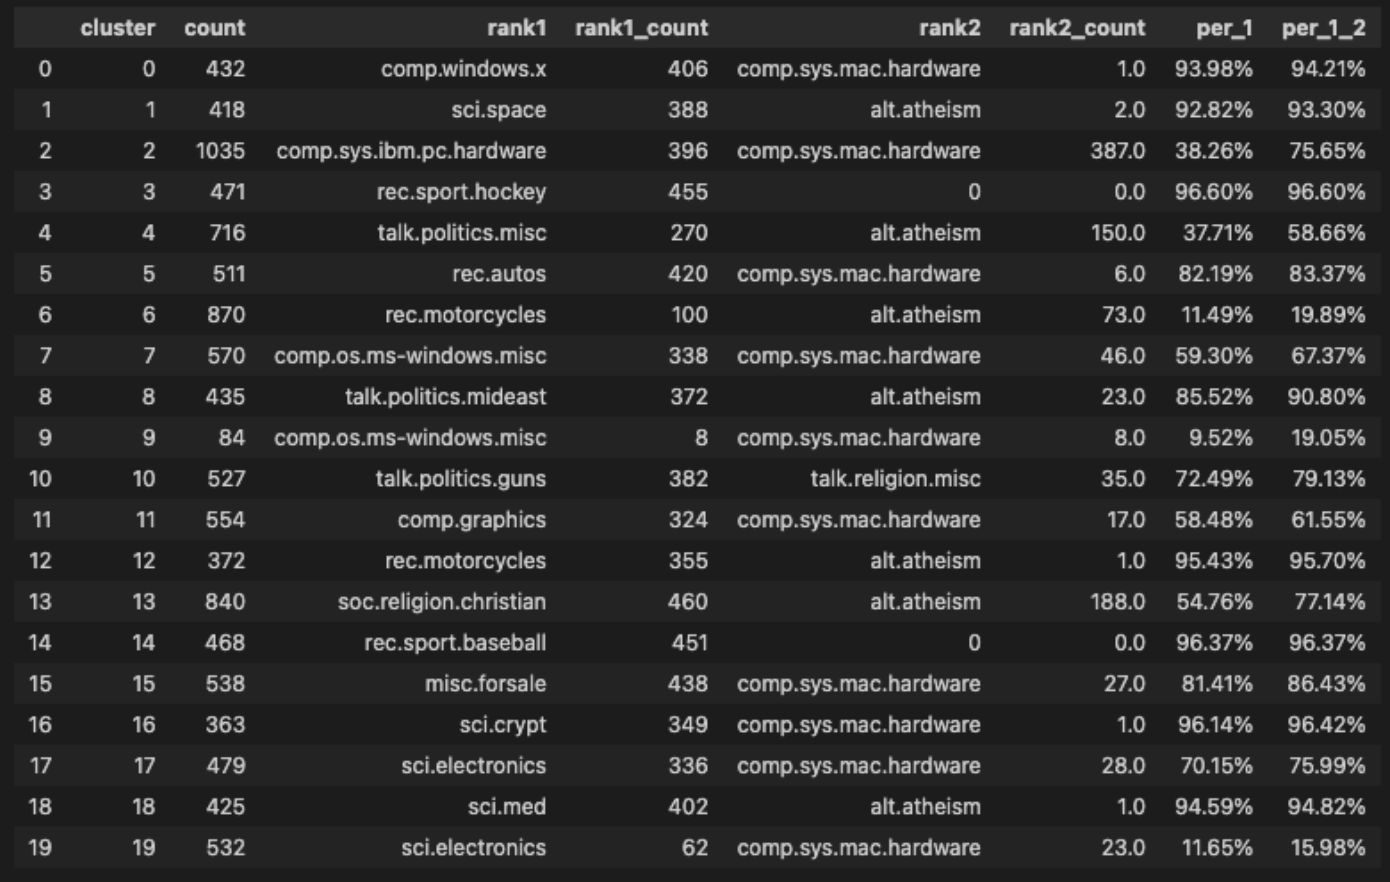 cluster count rank1 rank1_count rank2 rank2_count per_1 per_1_2
0 0 432 comp.windows.x 406 comp.sys.mac.hardware 1.0 93.98% 94.21%
1 1 418 sci.space 388 alt.atheism 2.0 92.82% 93.30%
2 2 1035 comp.sys.ibm.pc.hardware 396 comp.sys.mac.hardware 387.0 38.26% 75.65%
3 3 471 rec.sport.hockey 455 0 0.0 96.60% 96.60%
4 4 716 talk.politics.misc 270 alt.atheism 150.0 37.71% 58.66%
5 5 511 rec.autos 420 comp.sys.mac.hardware 6.0 82.19% 83.37%
6 6 870 rec.motorcycles 100 alt.atheism 73.0 11.49% 19.89%
7 7 570 comp.os.ms-windows.misc 338 comp.sys.mac.hardware 46.0 59.30% 67.37%
8 8 435 talk.politics.mideast 372 alt.atheism 23.0 85.52% 90.80%
9 9 84 comp.os.ms-windows.misc 8 comp.sys.mac.hardware 8.0 9.52% 19.05%
10 10 527 talk.politics.guns 382 talk.religion.misc 35.0 72.49% 79.13%
11 11 554 comp.graphics 324 comp.sys.mac.hardware 17.0 58.48% 61.55%
12 12 372 rec.motorcycles 355 alt.atheism 1.0 95.43% 95.70%
13 13 840 soc.religion.christian 460 alt.atheism 188.0 54.76% 77.14%
14 14 468 rec.sport.baseball 451 0 0.0 96.37% 96.37%
15 15 538 misc.forsale 438 comp.sys.mac.hardware 27.0 81.41% 86.43%
16 16 363 sci.crypt 349 comp.sys.mac.hardware 1.0 96.14% 96.42%
17 17 479 sci.electronics 336 comp.sys.mac.hardware 28.0 70.15% 75.99%
18 18 425 sci.med 402 alt.atheism 1.0 94.59% 94.82%
19 19 532 sci.electronics 62 comp.sys.mac.hardware 23.0 11.65% 15.98%